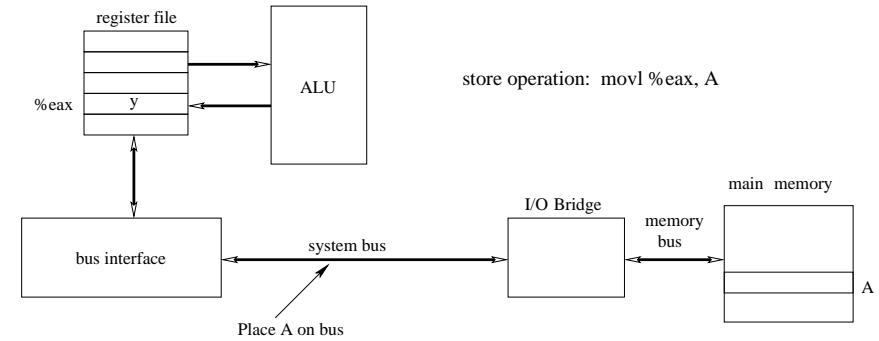 register file
ALU
store operation: movl %eax, A
%eax
y
main memory
I/O Bridge
memory
bus
bus interface
system bus
A
Place A on bus